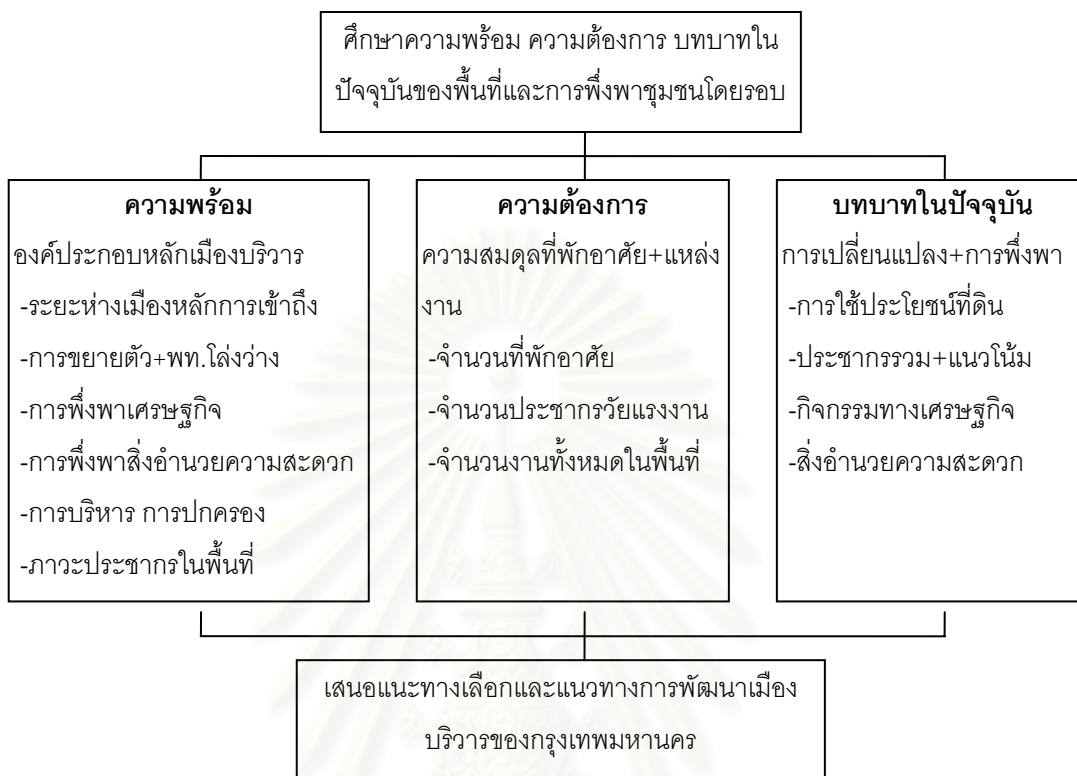 ศึกษาความพร้อม ความต้องการ บทบาทใน
ปัจจุบันของพื้นที่และการพึ่งพาชุมชนโดยรอบ
ความพร้อม
องค์ประกอบหลักเมืองบริวาร
-ระยะห่างเมืองหลักการเข้าถึง
-การขยายตัว+พท.โล่งว่าง
-การพึ่งพาเศรษฐกิจ
-การพึ่งพาสิ่งอำนวยความสะดวก
-การบริหาร การปกครอง
-ภาวะประชากรในพื้นที่
ความต้องการ
ความสมดุลที่พักอาศัย+แหล่ง
งาน
-จำนวนที่พักอาศัย
-จำนวนประชากรวัยแรงงาน
-จำนวนงานทั้งหมดในพื้นที่
บทบาทในปัจจุบัน
การเปลี่ยนแปลง+การพึ่งพา
-การใช้ประโยชน์ที่ดิน
-ประชากรรวม+แนวโน้ม
-กิจกรรมทางเศรษฐกิจ
-สิ่งอำนวยความสะดวก
เสนอแนะทางเลือกและแนวทางการพัฒนาเมือง
บริวารของกรุงเทพมหานคร